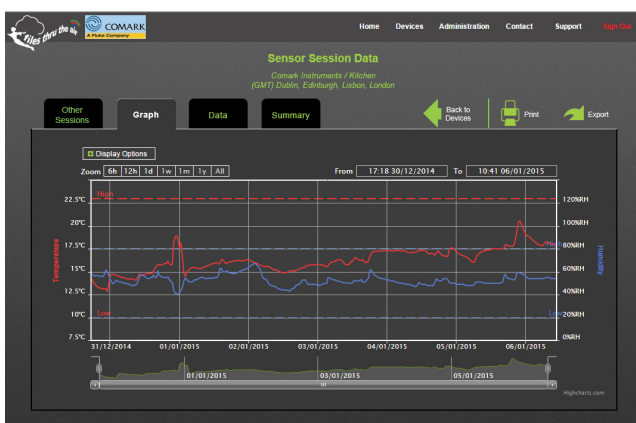 files thru the air
COMARK
A Fluke Company
Home Devices Administration Contact Support Sign Out
Sensor Session Data
Comark Instruments / Kitchen
(GMT) Dublin, Edinburgh, Lisbon, London
Other Sessions
Graph
Data
Summary
Back to Devices
Print
Export
Display Options
Zoom 6h 12h 1d 1w 1m 1y All
From 17:18 30/12/2014 To 10:41 06/01/2015
High
22.5°C
20°C
17.5°C
15°C
12.5°C
10°C
7.5°C
Low
Temperature
120%RH
100%RH
80%RH
60%RH
40%RH
20%RH
0%RH
High
Low
Humidity
31/12/2014 01/01/2015 02/01/2015 03/01/2015 04/01/2015 05/01/2015 06/01/2015
01/01/2015 03/01/2015 05/01/2015
Highcharts.com